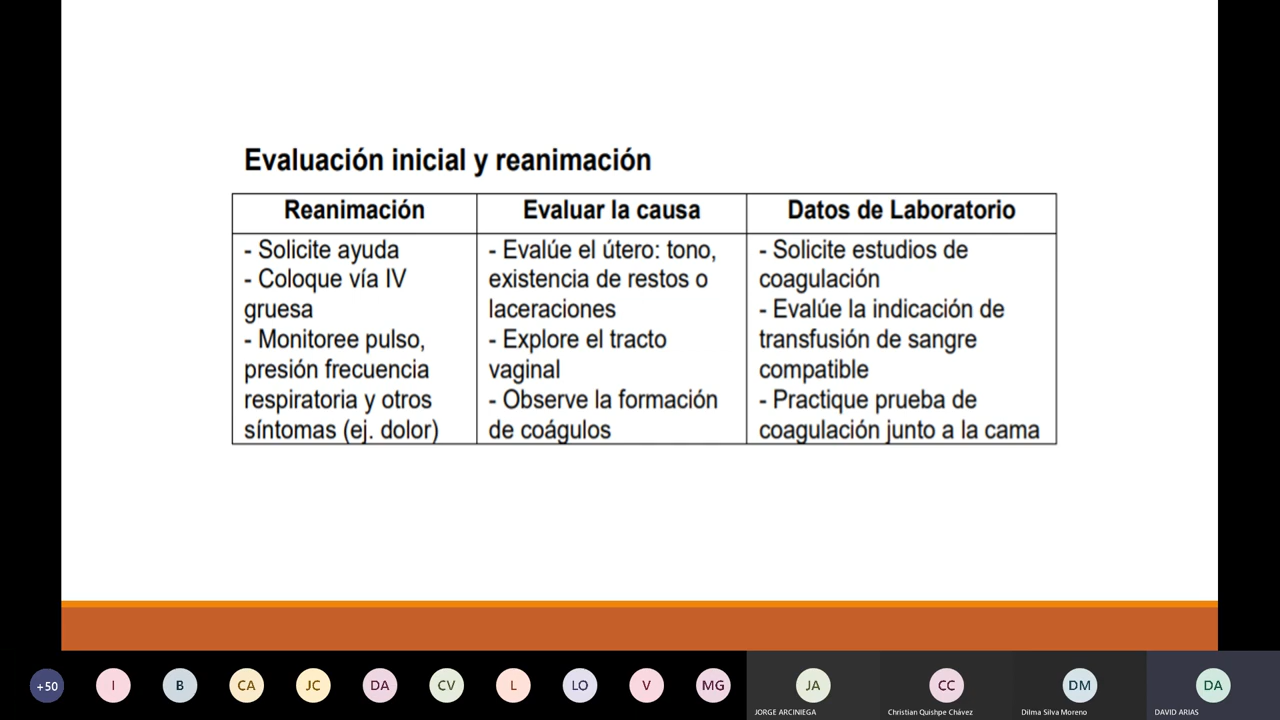 Evaluación inicial y reanimación
Reanimación
- Solicite ayuda
- Coloque vía IV
gruesa
- Monitoree pulso,
presión frecuencia
respiratoria y otros
síntomas (ej. dolor)
Evaluar la causa
- Evalúe el útero: tono,
existencia de restos o
laceraciones
- Explore el tracto
vaginal
- Observe la formación
de coágulos
Datos de Laboratorio
- Solicite estudios de
coagulación
- Evalúe la indicación de
transfusión de sangre
compatible
- Practique prueba de
coagulación junto a la cama
+50
I
B
CA
JC
DA
CV
L
LO
V
MG
JA
JORGE ARCINIEGA
CC
Christian Quishpe Chávez
DM
Dilma Silva Moreno
DA
DAVID ARIAS